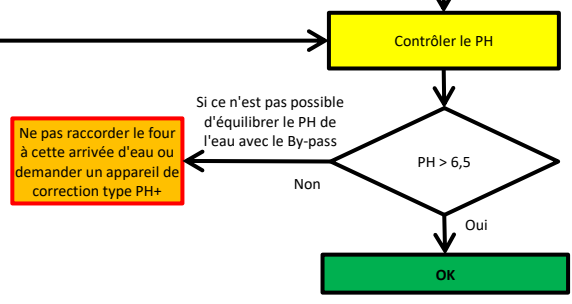 Contrôler le PH
Si ce n'est pas possible
d'équilibrer le PH de
l'eau avec le By-pass
Ne pas raccorder le four
à cette arrivée d'eau ou
demander un appareil de
correction type PH+
PH > 6,5
Non
Oui
OK